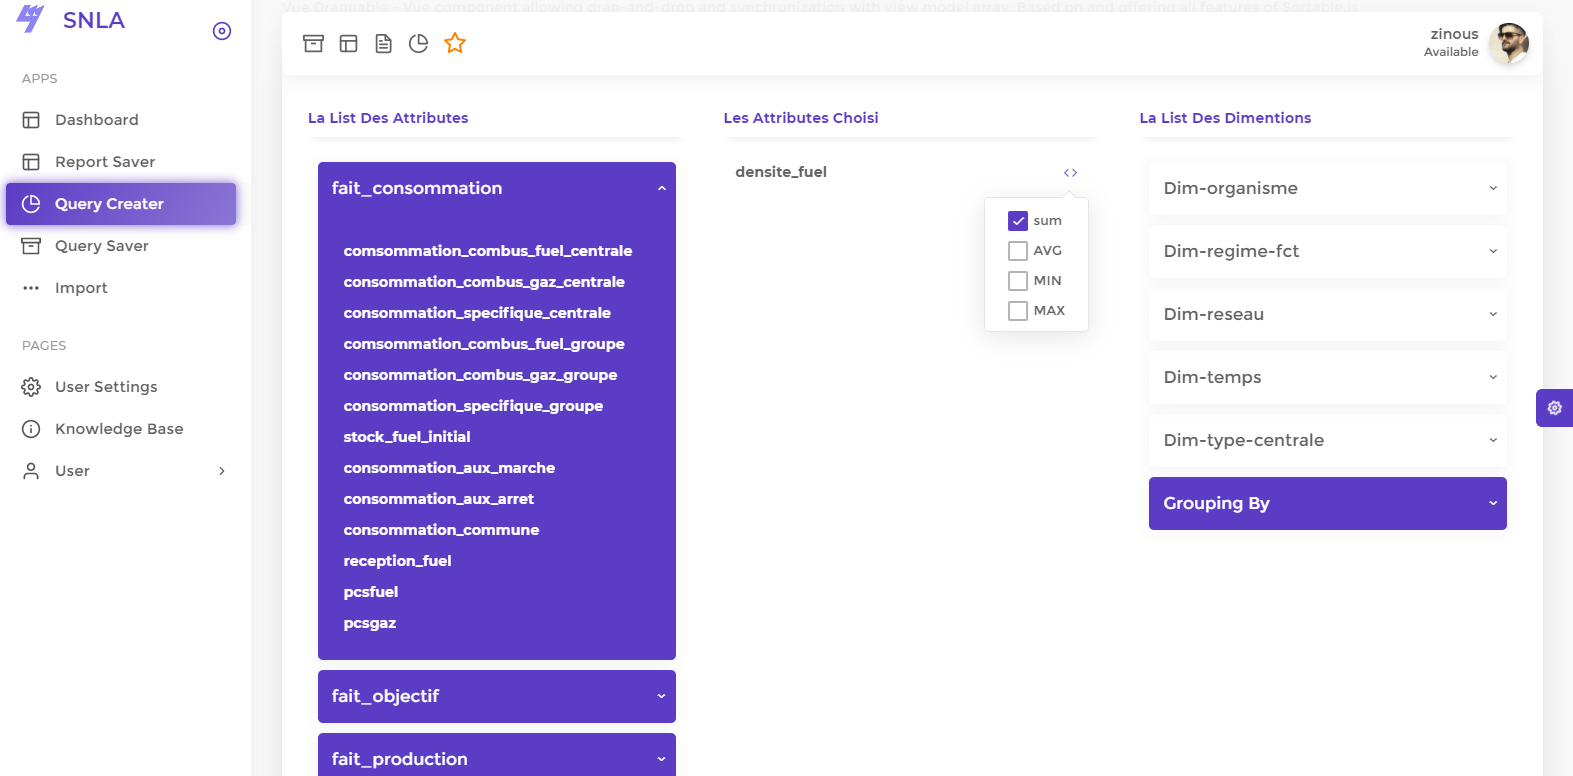 Vue.Draggable - Vue component allowing drag-and-drop and synchronization with view model array. Based on and offering all features of Sortable.js
SNLA
zinous
Available
APPS
Dashboard
Report Saver
Query Creater
Query Saver
Import
PAGES
User Settings
Knowledge Base
User
La List Des Attributes
fait_consommation
comsommation_combus_fuel_centrale
consommation_combus_gaz_centrale
consommation_specifique_centrale
comsommation_combus_fuel_groupe
consommation_combus_gaz_groupe
consommation_specifique_groupe
stock_fuel_initial
consommation_aux_marche
consommation_aux_arret
consommation_commune
reception_fuel
pcsfuel
pcsgaz
fait_objectif
fait_production
Les Attributes Choisi
densite_fuel
sum
AVG
MIN
MAX
La List Des Dimentions
Dim-organisme
Dim-regime-fct
Dim-reseau
Dim-temps
Dim-type-centrale
Grouping By